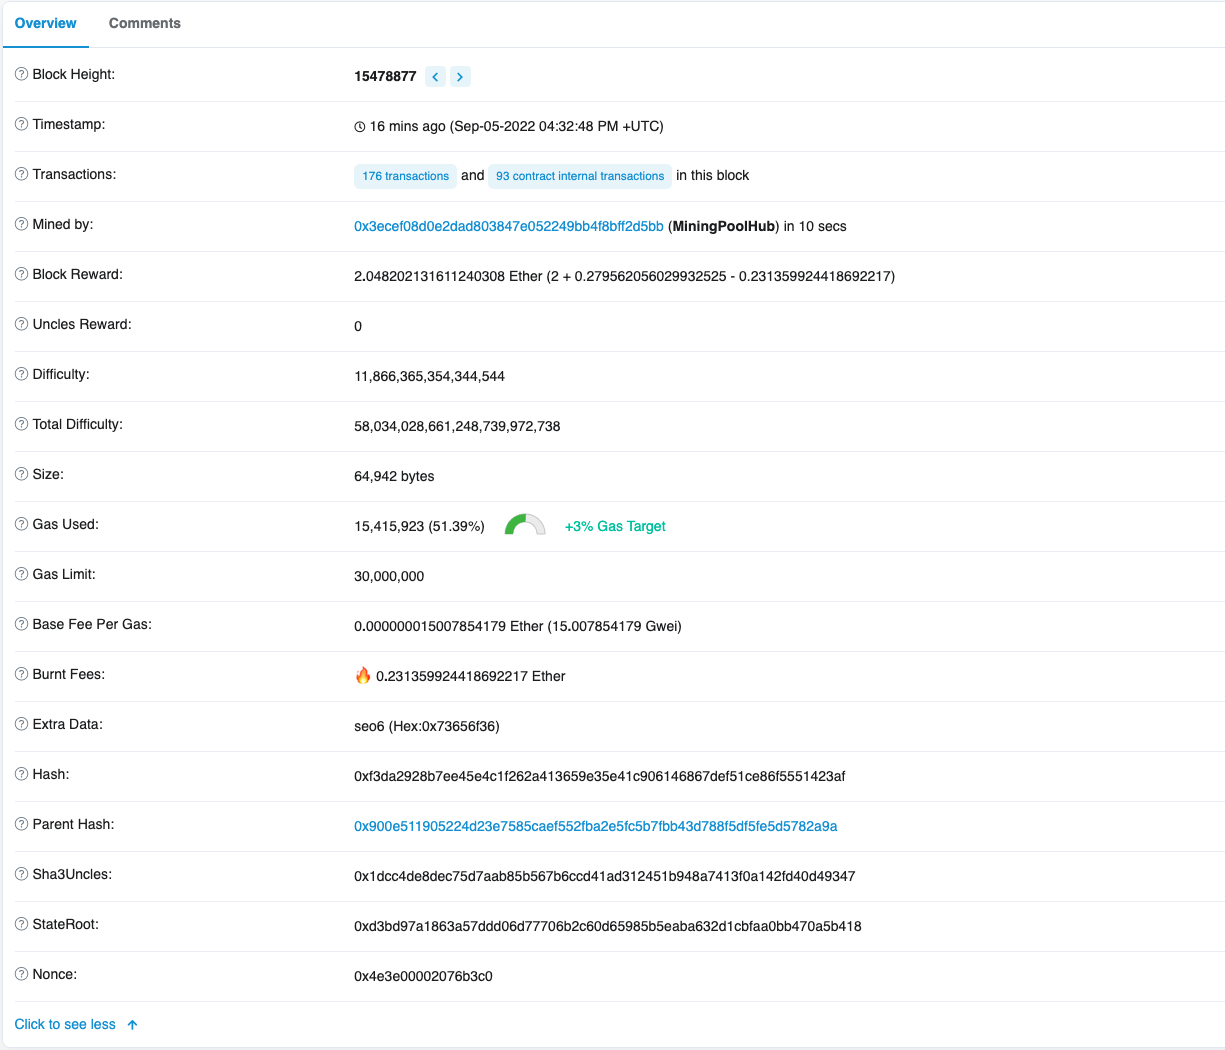 Overview Comments
Block Height: 15478877
Timestamp: 16 mins ago (Sep-05-2022 04:32:48 PM +UTC)
Transactions: 176 transactions and 93 contract internal transactions in this block
Mined by: 0x3ecef08d0e2dad803847e052249bb4f8bff2d5bb (MiningPoolHub) in 10 secs
Block Reward: 2.048202131611240308 Ether (2 + 0.279562056029932525 - 0.231359924418692217)
Uncles Reward: 0
Difficulty: 11,866,365,354,344,544
Total Difficulty: 58,034,028,661,248,739,972,738
Size: 64,942 bytes
Gas Used: 15,415,923 (51.39%) +3% Gas Target
Gas Limit: 30,000,000
Base Fee Per Gas: 0.000000015007854179 Ether (15.007854179 Gwei)
Burnt Fees: 0.231359924418692217 Ether
Extra Data: seo6 (Hex:0x73656f36)
Hash: 0xf3da2928b7ee45e4c1f262a413659e35e41c906146867def51ce86f5551423af
Parent Hash: 0x900e511905224d23e7585caef552fba2e5fc5b7fbb43d788f5df5fe5d5782a9a
Sha3Uncles: 0x1dcc4de8dec75d7aab85b567b6ccd41ad312451b948a7413f0a142fd40d49347
StateRoot: 0xd3bd97a1863a57ddd06d77706b2c60d65985b5eaba632d1cbfaa0bb470a5b418
Nonce: 0x4e3e00002076b3c0
Click to see less